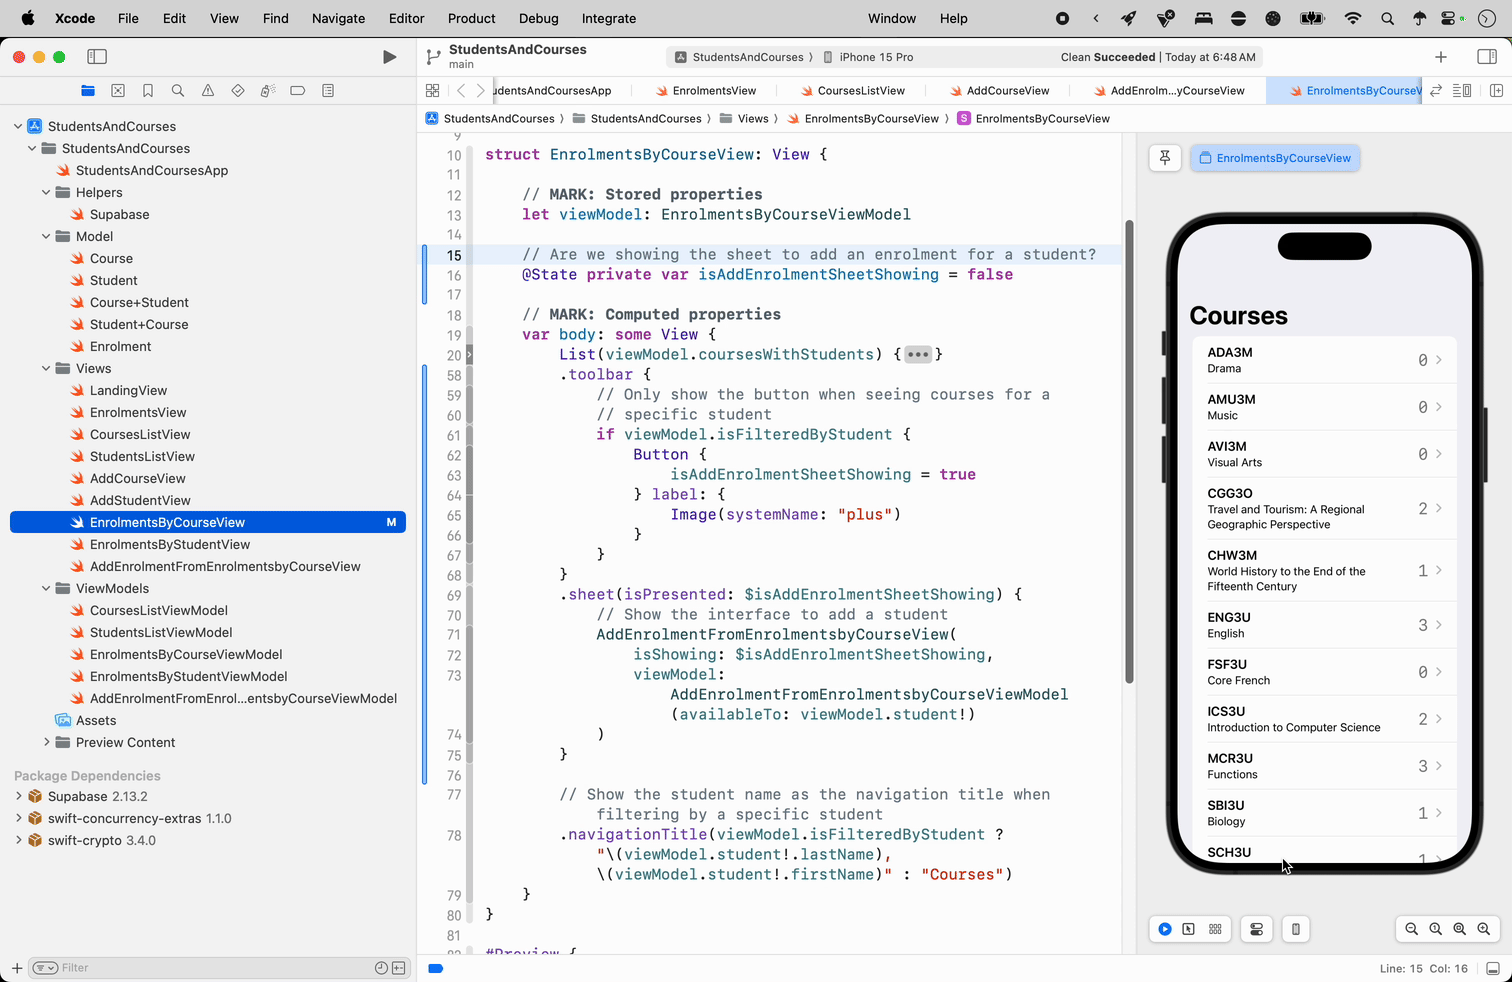 Xcode File Edit View Find Navigate Editor Product Debug Integrate Window Help
StudentsAndCourses
main
StudentsAndCourses 〉 iPhone 15 Pro
Clean Succeeded | Today at 6:48 AM
udentsAndCoursesApp EnrolmentsView CoursesListView AddCourseView AddEnrolm...yCourseView EnrolmentsByCourseV
StudentsAndCourses 〉 StudentsAndCourses 〉 Views 〉 EnrolmentsByCourseView 〉 S EnrolmentsByCourseView
StudentsAndCourses
StudentsAndCourses
StudentsAndCoursesApp
Helpers
Supabase
Model
Course
Student
Course+Student
Student+Course
Enrolment
Views
LandingView
EnrolmentsView
CoursesListView
StudentsListView
AddCourseView
AddStudentView
EnrolmentsByCourseView M
EnrolmentsByStudentView
AddEnrolmentFromEnrolmentsbyCourseView
ViewModels
CoursesListViewModel
StudentsListViewModel
EnrolmentsByCourseViewModel
EnrolmentsByStudentViewModel
AddEnrolmentFromEnrol...entsbyCourseViewModel
Assets
Preview Content
Package Dependencies
Supabase 2.13.2
swift-concurrency-extras 1.1.0
swift-crypto 3.4.0
Filter
9
10 struct EnrolmentsByCourseView: View {
11
12 // MARK: Stored properties
13 let viewModel: EnrolmentsByCourseViewModel
14
15 // Are we showing the sheet to add an enrolment for a student?
16 @State private var isAddEnrolmentSheetShowing = false
17
18 // MARK: Computed properties
19 var body: some View {
20 List(viewModel.coursesWithStudents) {•••}
58 .toolbar {
59 // Only show the button when seeing courses for a
60 // specific student
61 if viewModel.isFilteredByStudent {
62 Button {
63 isAddEnrolmentSheetShowing = true
64 } label: {
65 Image(systemName: "plus")
66 }
67 }
68 }
69 .sheet(isPresented: $isAddEnrolmentSheetShowing) {
70 // Show the interface to add a student
71 AddEnrolmentFromEnrolmentsbyCourseView(
72 isShowing: $isAddEnrolmentSheetShowing,
73 viewModel:
AddEnrolmentFromEnrolmentsbyCourseViewModel
(availableTo: viewModel.student!)
74 )
75 }
76
77 // Show the student name as the navigation title when
filtering by a specific student
78 .navigationTitle(viewModel.isFilteredByStudent ?
"\(viewModel.student!.lastName),
\(viewModel.student!.firstName)" : "Courses")
79 }
80 }
81
82 #Preview {
EnrolmentsByCourseView
Courses
ADA3M
Drama
0
AMU3M
Music
0
AVI3M
Visual Arts
0
CGG3O
Travel and Tourism: A Regional
Geographic Perspective
2
CHW3M
World History to the End of the
Fifteenth Century
1
ENG3U
English
3
FSF3U
Core French
0
ICS3U
Introduction to Computer Science
2
MCR3U
Functions
3
SBI3U
Biology
1
SCH3U
1
Line: 15 Col: 16